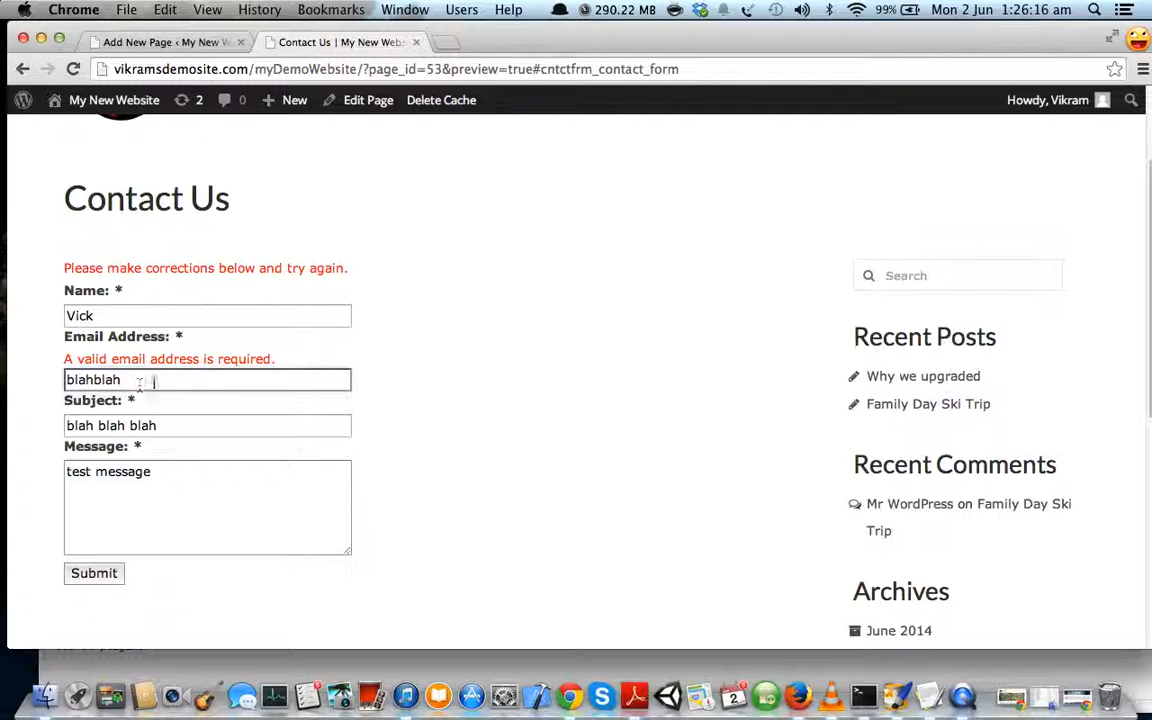 Chrome File Edit View History Bookmarks Window Users Help 290.22 MB 99% Mon 2 Jun 1:26:16 am
Add New Page ‹ My New W
Contact Us | My New Webs
vikramsdemosite.com/myDemoWebsite/?page_id=53&preview=true#cntctfrm_contact_form
My New Website 2 0 New Edit Page Delete Cache Howdy, Vikram
Contact Us
Please make corrections below and try again.
Name: *
Vick
Email Address: *
A valid email address is required.
blahblah
Subject: *
blah blah blah
Message: *
test message
Submit
Search
Recent Posts
Why we upgraded
Family Day Ski Trip
Recent Comments
Mr WordPress on Family Day Ski
Trip
Archives
June 2014